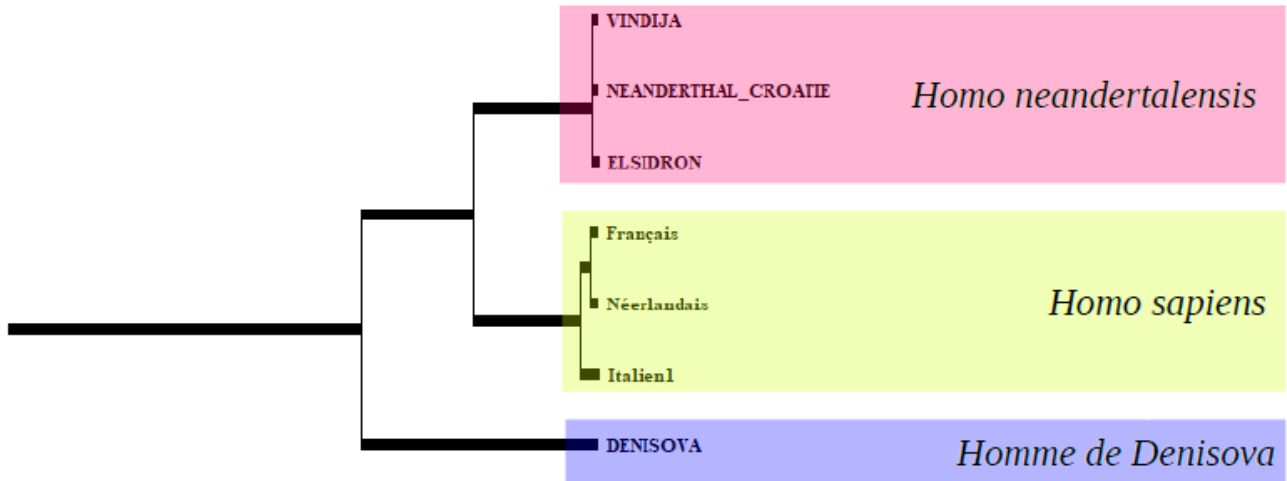 VINDIJA
NEANDERTHAL_CROATIE
Homo neandertalensis
ELSIDRON
Français
Néerlandais
Homo sapiens
Italien1
DENISOVA
Homme de Denisova